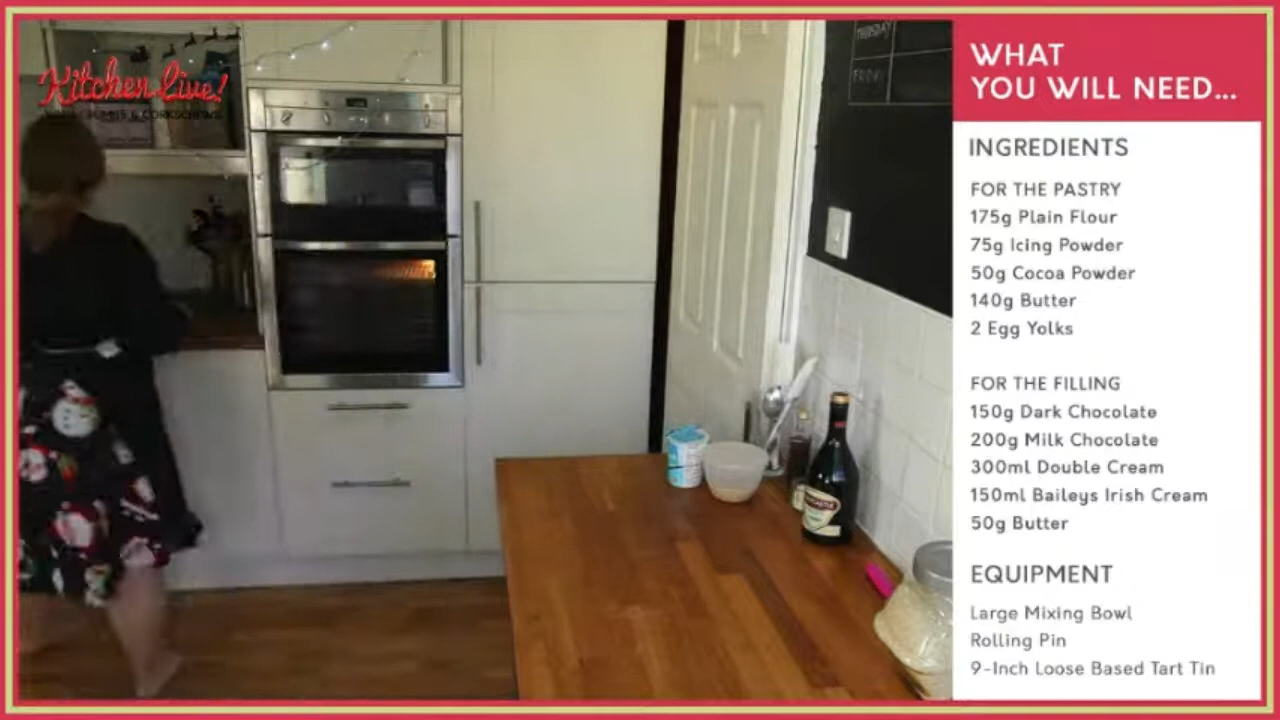 Kitchen Live!
THURSDAY
FRIDAY
WHAT
YOU WILL NEED...
INGREDIENTS
FOR THE PASTRY
175g Plain Flour
75g Icing Powder
50g Cocoa Powder
140g Butter
2 Egg Yolks
FOR THE FILLING
150g Dark Chocolate
200g Milk Chocolate
300ml Double Cream
150ml Baileys Irish Cream
50g Butter
EQUIPMENT
Large Mixing Bowl
Rolling Pin
9-Inch Loose Based Tart Tin